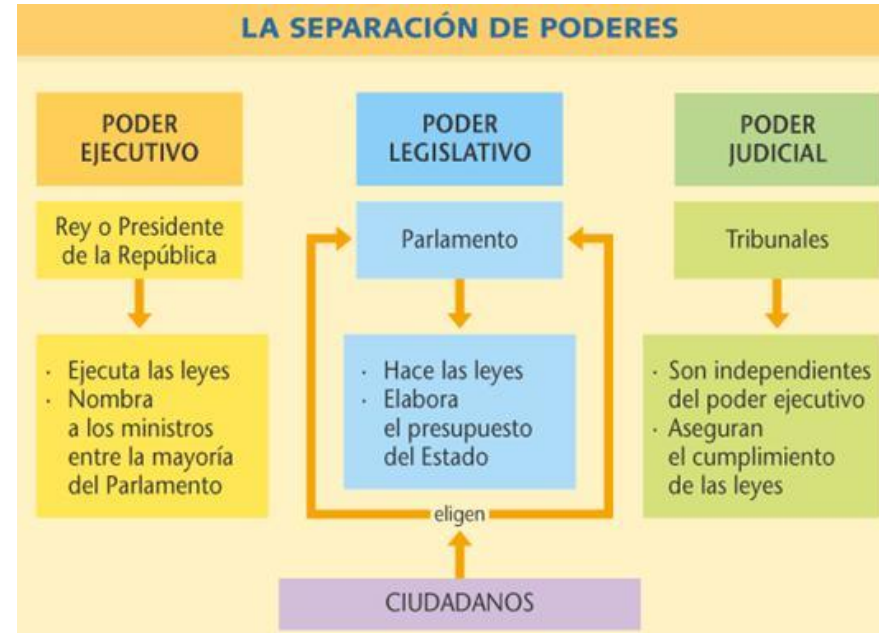 LA SEPARACIÓN DE PODERES
PODER
EJECUTIVO
Rey o Presidente
de la República
· Ejecuta las leyes
· Nombra
a los ministros
entre la mayoría
del Parlamento
PODER
LEGISLATIVO
Parlamento
· Hace las leyes
· Elabora
el presupuesto
del Estado
PODER
JUDICIAL
Tribunales
· Son independientes
del poder ejecutivo
· Aseguran
el cumplimiento
de las leyes
eligen
CIUDADANOS